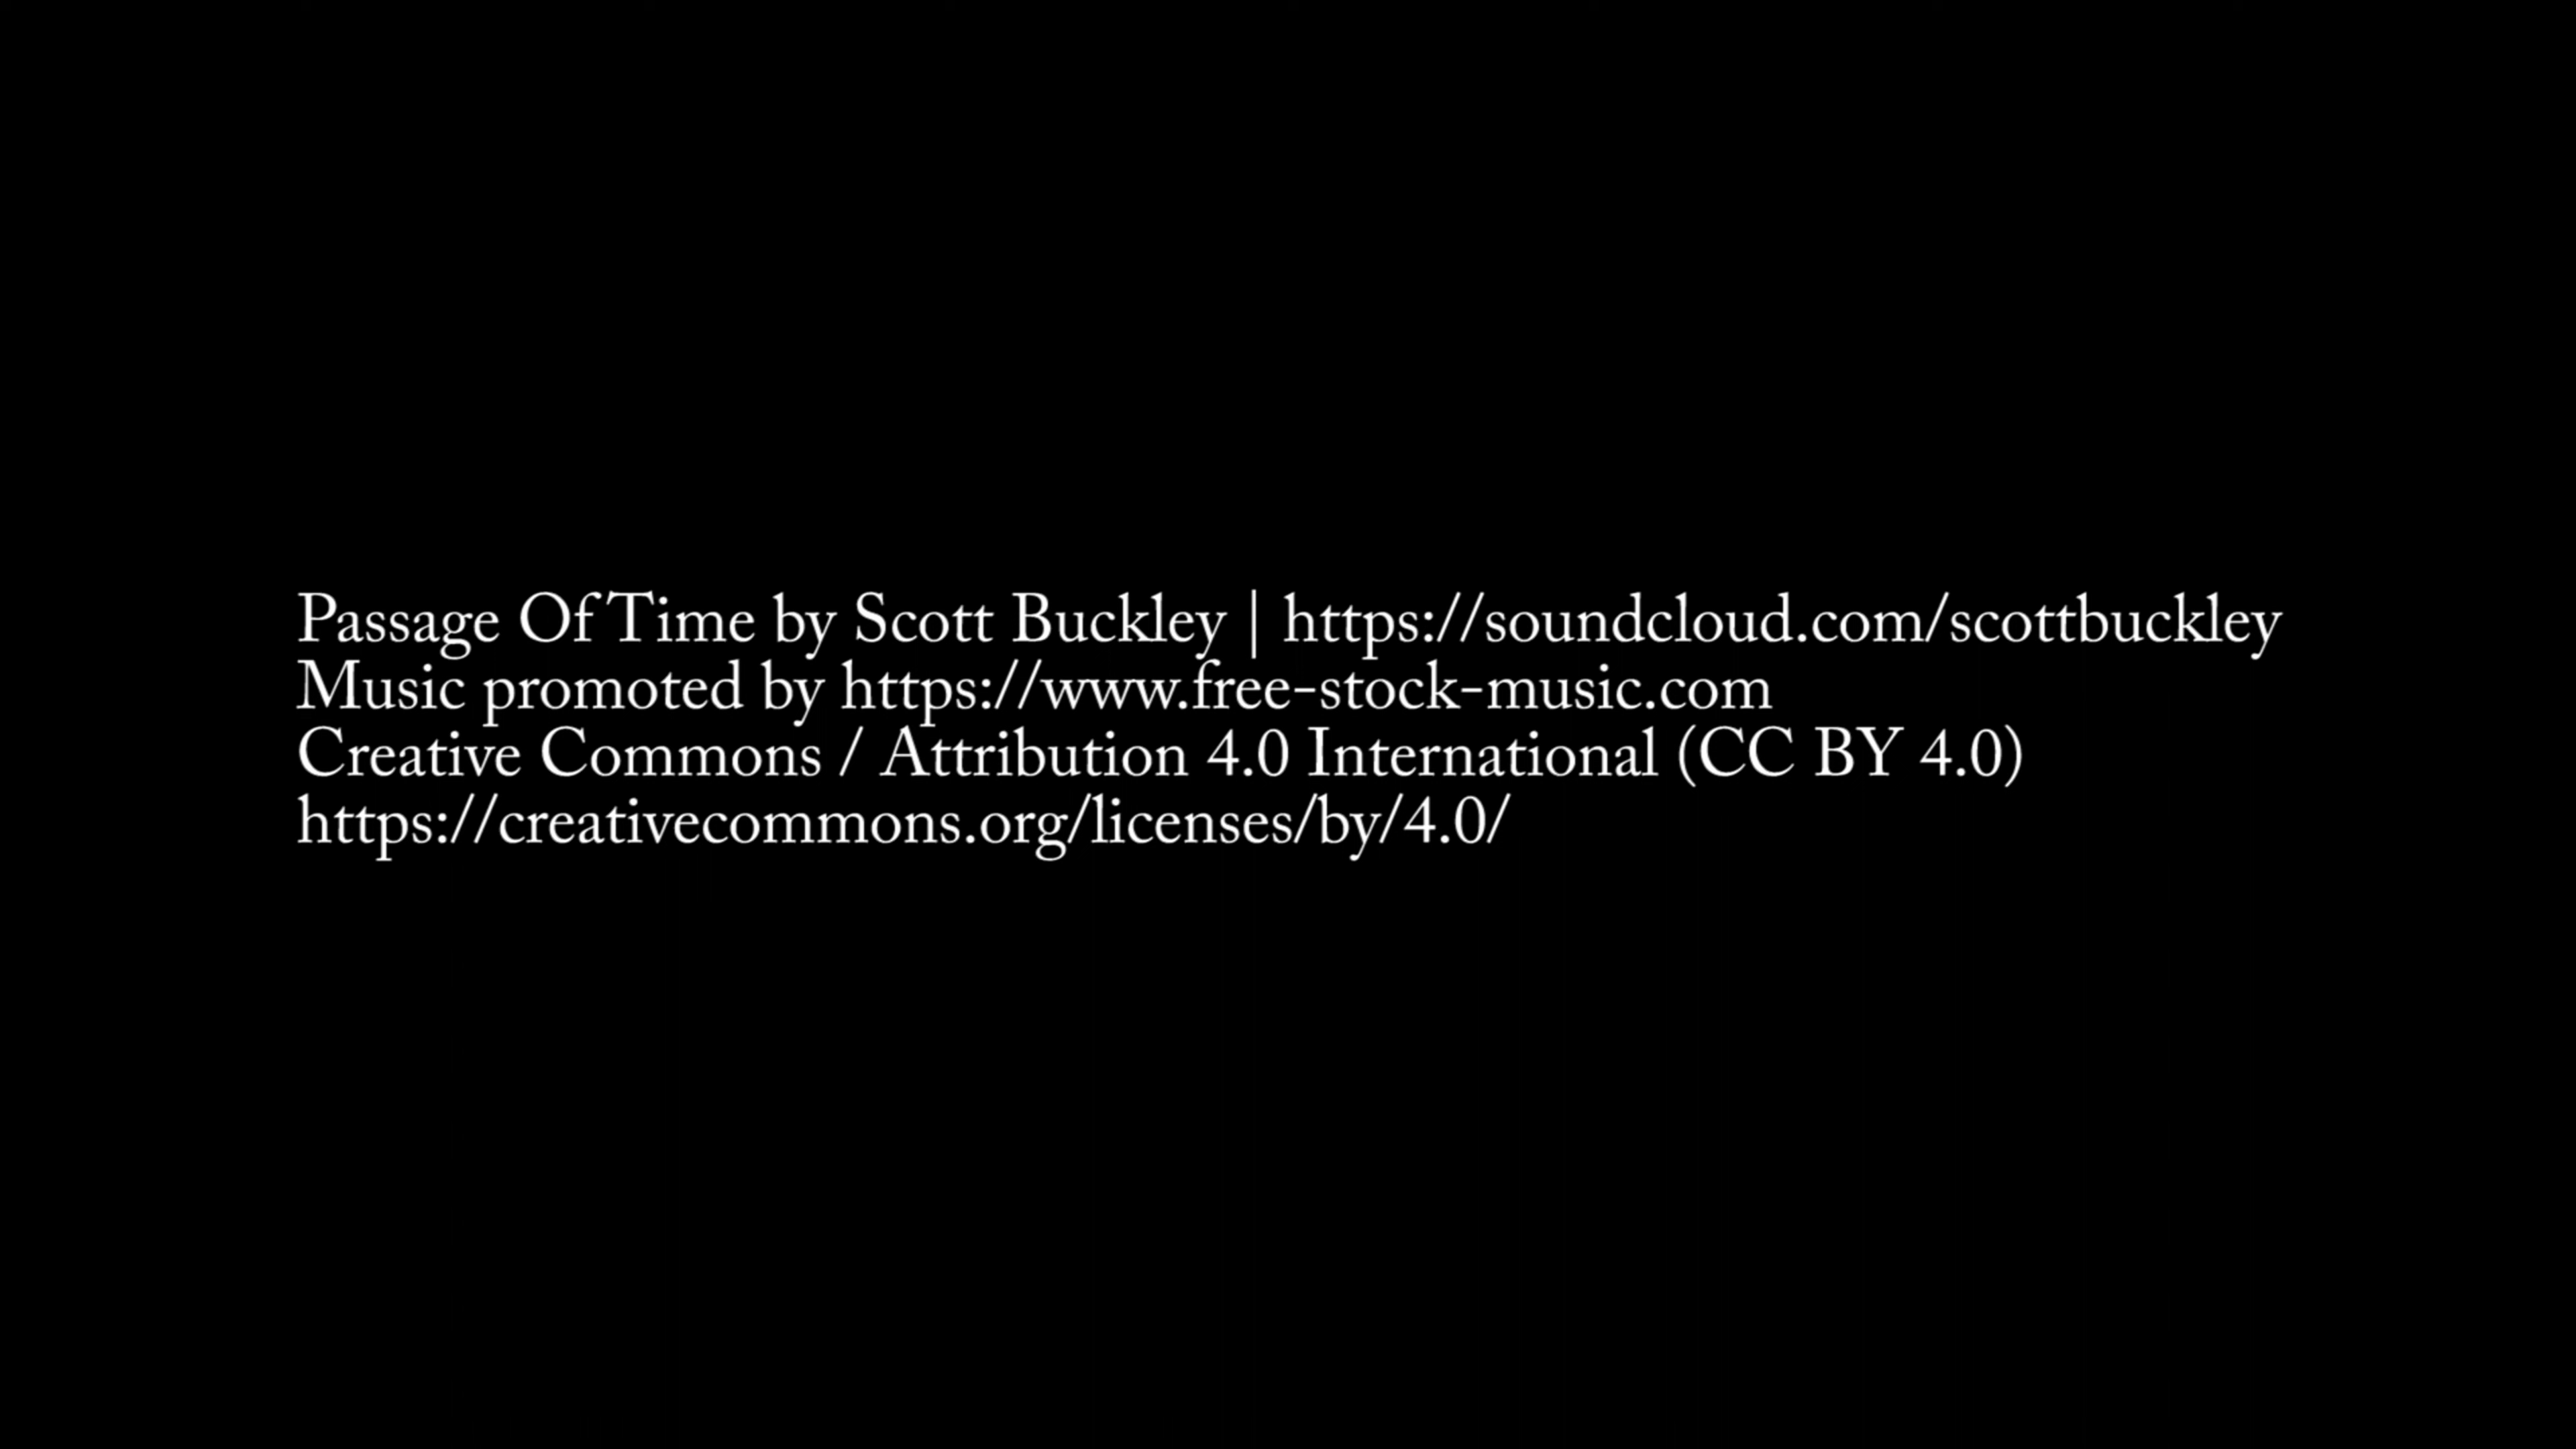 Passage Of Time by Scott Buckley | https://soundcloud.com/scottbuckley
Music promoted by https://www.free-stock-music.com
Creative Commons / Attribution 4.0 International (CC BY 4.0)
https://creativecommons.org/licenses/by/4.0/